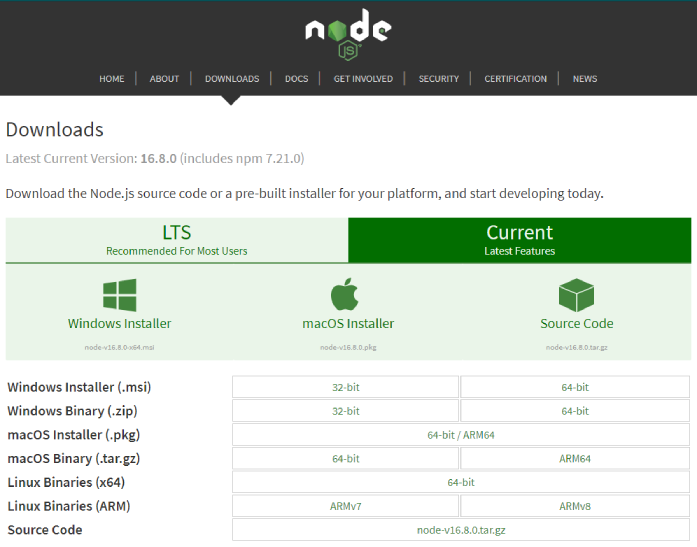 node
JS
HOME | ABOUT | DOWNLOADS | DOCS | GET INVOLVED | SECURITY | CERTIFICATION | NEWS
Downloads
Latest Current Version: 16.8.0 (includes npm 7.21.0)
Download the Node.js source code or a pre-built installer for your platform, and start developing today.
LTS Current
Recommended For Most Users Latest Features
Windows Installer macOS Installer Source Code
node-v16.8.0-x64.msi node-v16.8.0.pkg node-v16.8.0.tar.gz
Windows Installer (.msi) 32-bit 64-bit
Windows Binary (.zip) 32-bit 64-bit
macOS Installer (.pkg) 64-bit / ARM64
macOS Binary (.tar.gz) 64-bit ARM64
Linux Binaries (x64) 64-bit
Linux Binaries (ARM) ARMv7 ARMv8
Source Code node-v16.8.0.tar.gz